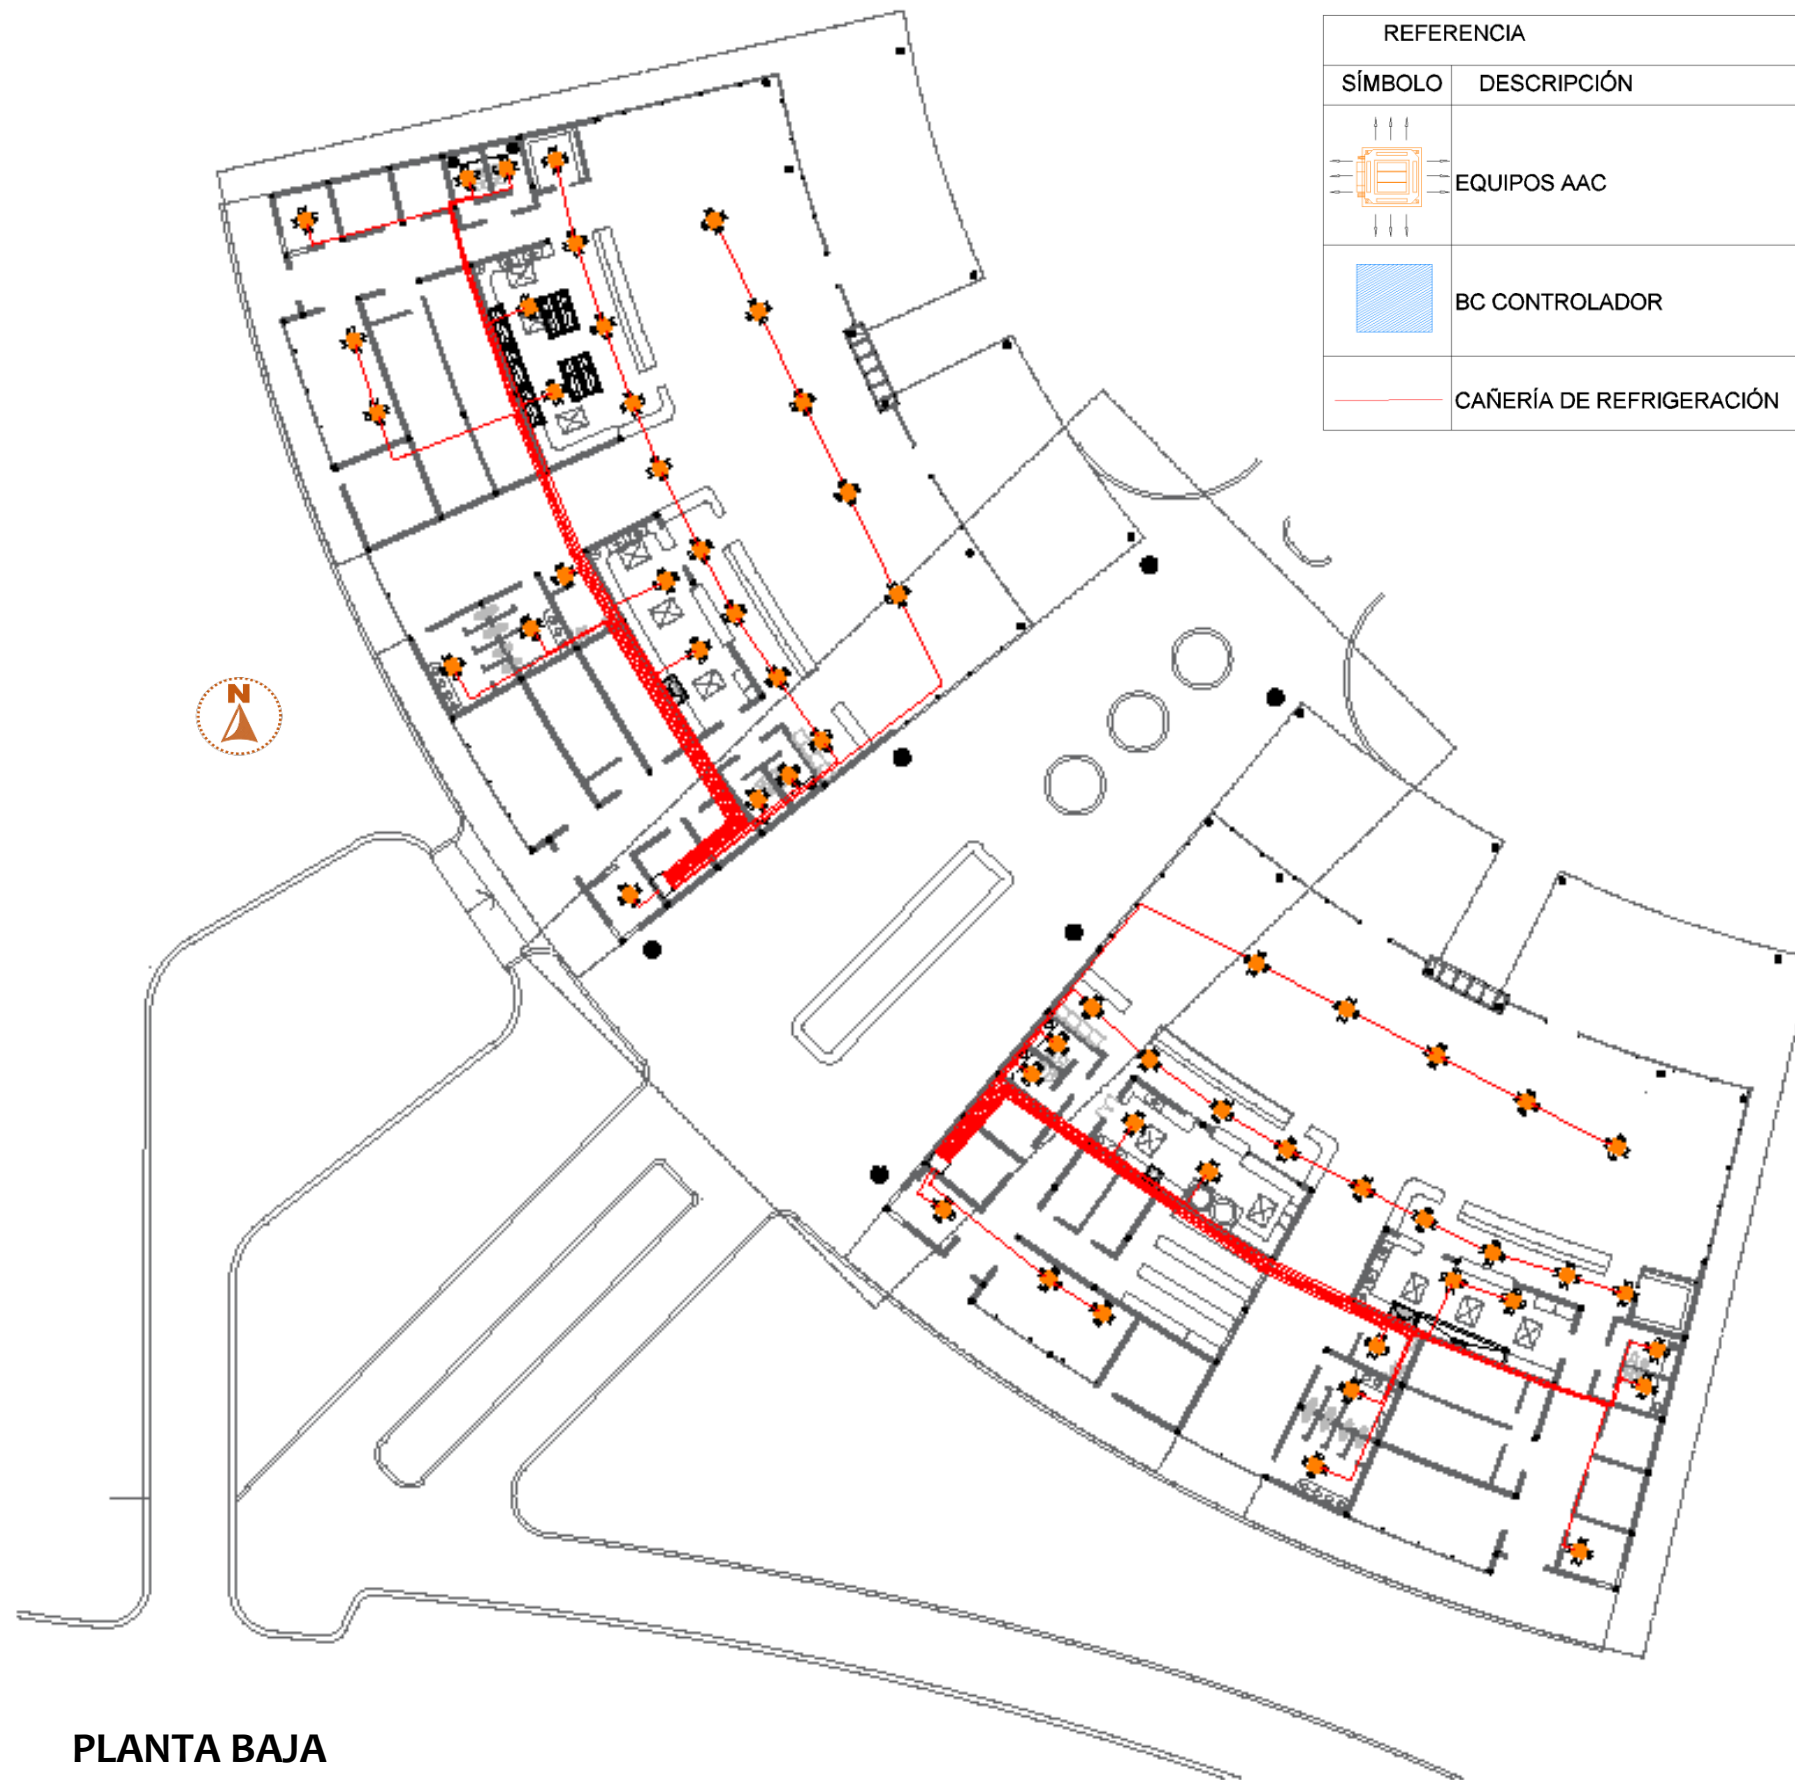 REFERENCIA
SÍMBOLO DESCRIPCIÓN
EQUIPOS AAC
BC CONTROLADOR
CAÑERÍA DE REFRIGERACIÓN
N
PLANTA BAJA